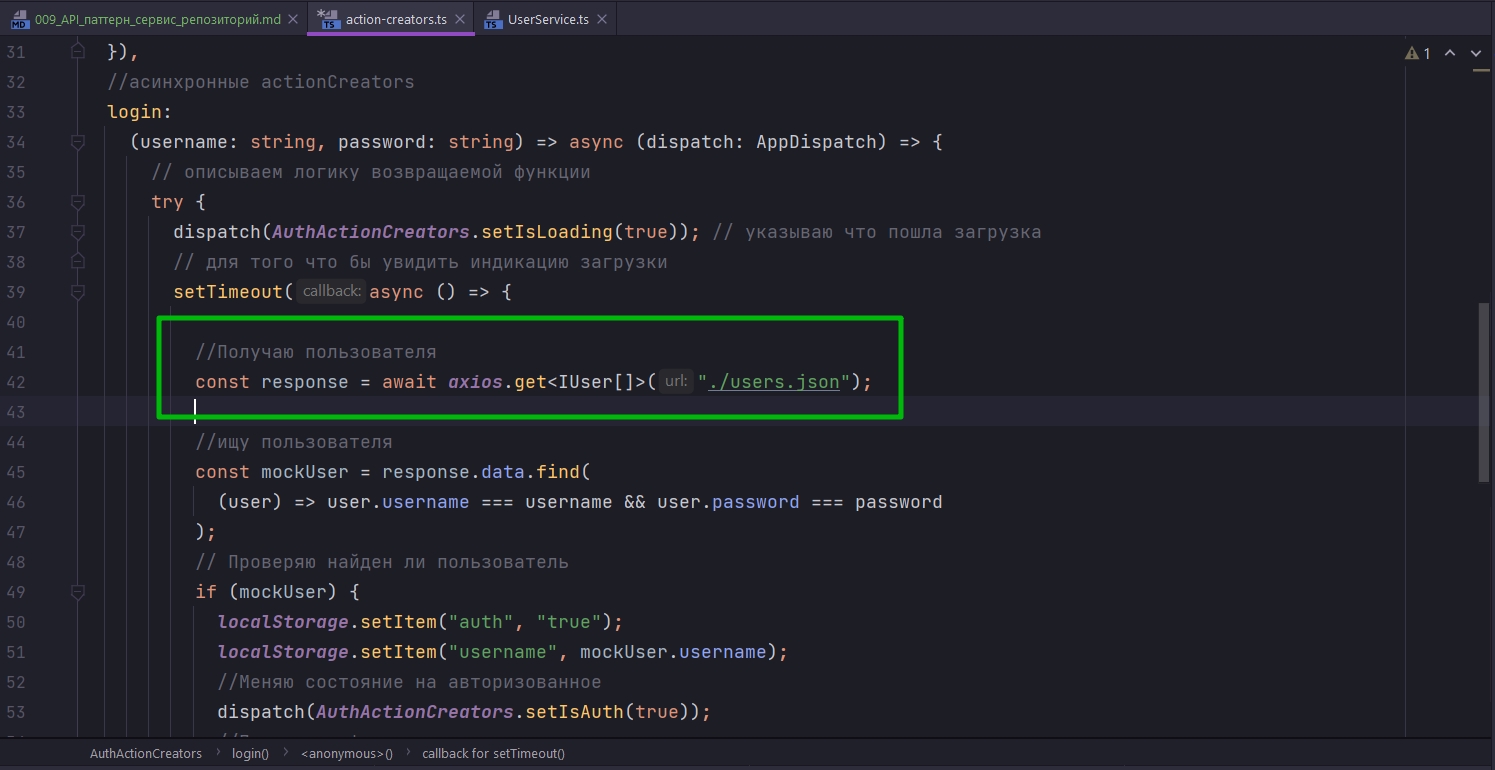 009_API_паттерн_сервис_репозиторий.md action-creators.ts UserService.ts
31 }),
32 //асинхронные actionCreators
33 login:
34 (username: string, password: string) => async (dispatch: AppDispatch) => {
35 // описываем логику возвращаемой функции
36 try {
37 dispatch(AuthActionCreators.setIsLoading(true)); // указываю что пошла загрузка
38 // для того что бы увидить индикацию загрузки
39 setTimeout( callback: async () => {
40
41 //Получаю пользователя
42 const response = await axios.get<IUser[]>( url: "./users.json");
43
44 //ищу пользователя
45 const mockUser = response.data.find(
46 (user) => user.username === username && user.password === password
47 );
48 // Проверяю найден ли пользователь
49 if (mockUser) {
50 localStorage.setItem("auth", "true");
51 localStorage.setItem("username", mockUser.username);
52 //Меняю состояние на авторизованное
53 dispatch(AuthActionCreators.setIsAuth(true));
AuthActionCreators login() <anonymous>() callback for setTimeout()
1